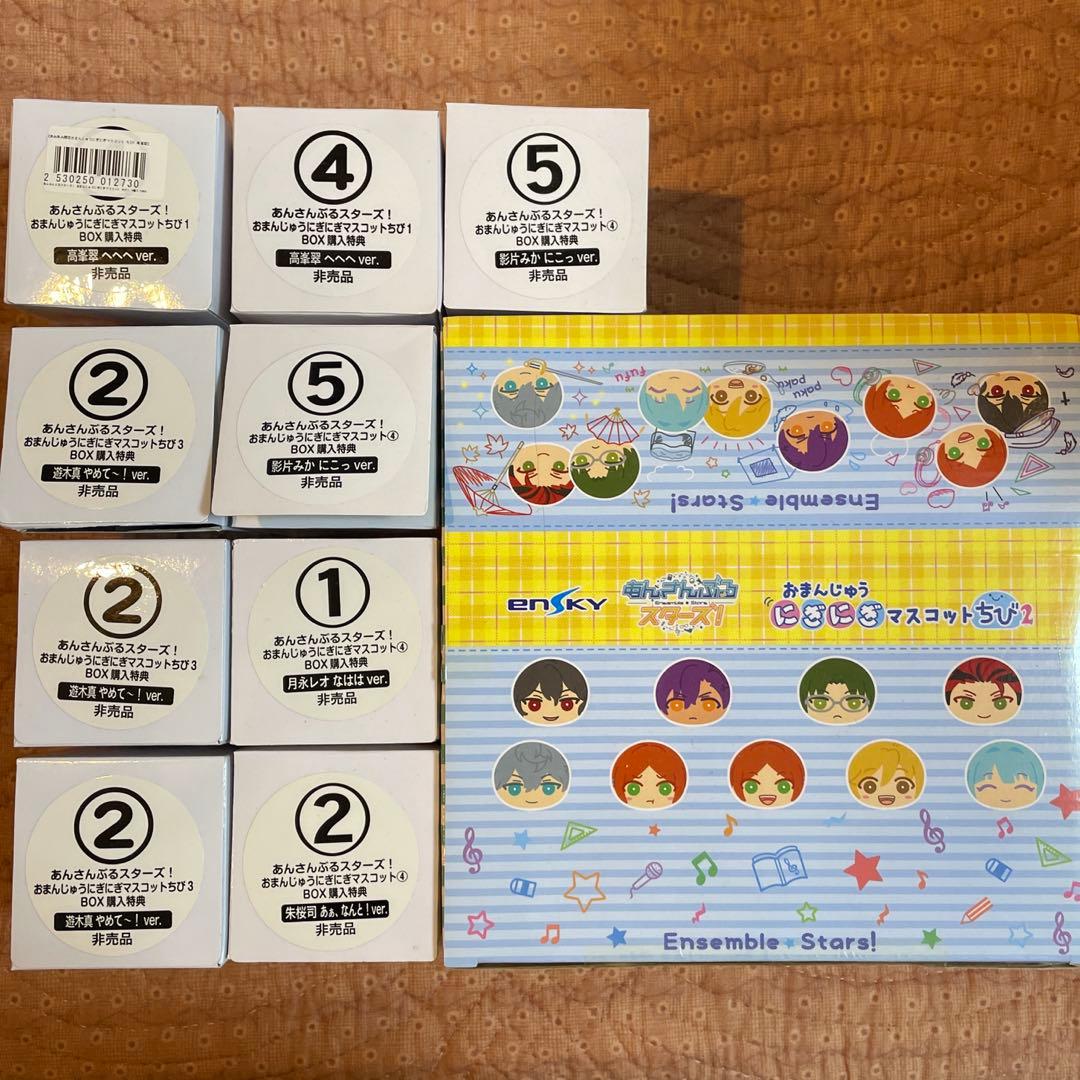 2 530250 012730
あんさんぶるスターズ!
おまんじゅうにぎにぎマスコットちび1
BOX購入特典
高峯翠 へへへ ver.
非売品
④
あんさんぶるスターズ!
おまんじゅうにぎにぎマスコットちび1
BOX購入特典
高峯翠 へへへ ver.
非売品
⑤
あんさんぶるスターズ!
おまんじゅうにぎにぎマスコット④
BOX購入特典
影片みか にこっ ver.
非売品
②
あんさんぶるスターズ!
おまんじゅうにぎにぎマスコットちび3
BOX購入特典
遊木真 やめて〜!ver.
非売品
⑤
あんさんぶるスターズ!
おまんじゅうにぎにぎマスコット④
BOX購入特典
影片みか にこっ ver.
非売品
②
あんさんぶるスターズ!
おまんじゅうにぎにぎマスコットちび3
BOX購入特典
遊木真 やめて〜!ver.
非売品
①
あんさんぶるスターズ!
おまんじゅうにぎにぎマスコット④
BOX購入特典
月永レオ なはは ver.
非売品
②
あんさんぶるスターズ!
おまんじゅうにぎにぎマスコットちび3
BOX購入特典
遊木真 やめて〜!ver.
非売品
②
あんさんぶるスターズ!
おまんじゅうにぎにぎマスコット④
BOX購入特典
朱桜司 あぁ、なんと!ver.
非売品
fufu
paku
paku
Ensemble★Stars!
enSKY
あんさんぶる
Ensemble★Stars
スターズ!
おまんじゅう
にぎにぎマスコットちび2
Ensemble★Stars!